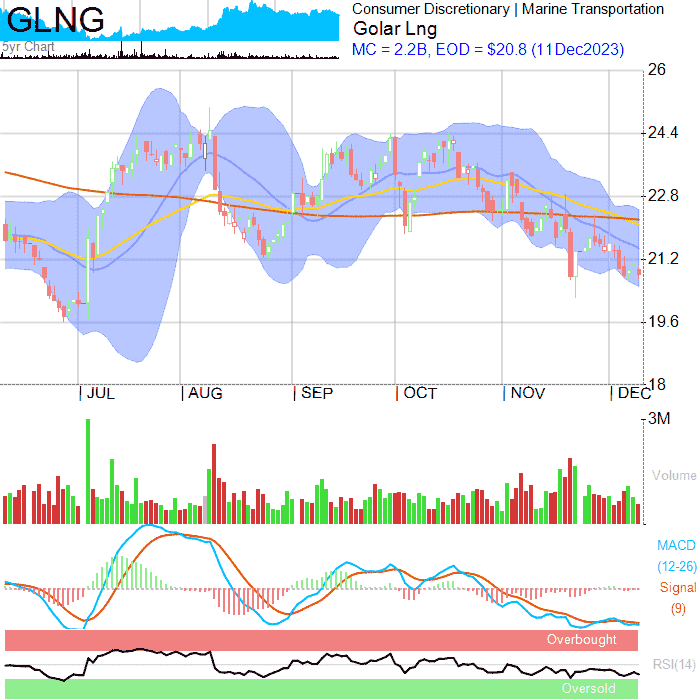 GLNG
5yr Chart
Consumer Discretionary | Marine Transportation
Golar Lng
MC = 2.2B, EOD = $20.8 (11Dec2023)
26
24.4
22.8
21.2
19.6
18
JUL
AUG
SEP
OCT
NOV
DEC
3M
Volume
MACD
(12-26)
Signal
(9)
Overbought
RSI(14)
Oversold